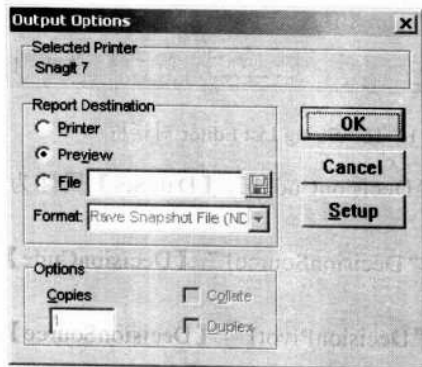 Output Options
Selected Printer
SnagIt 7
Report Destination
Printer
Preview
File
Format: Rave Snapshot File (ND
OK
Cancel
Setup
Options
Copies
1
Collate
Duplex